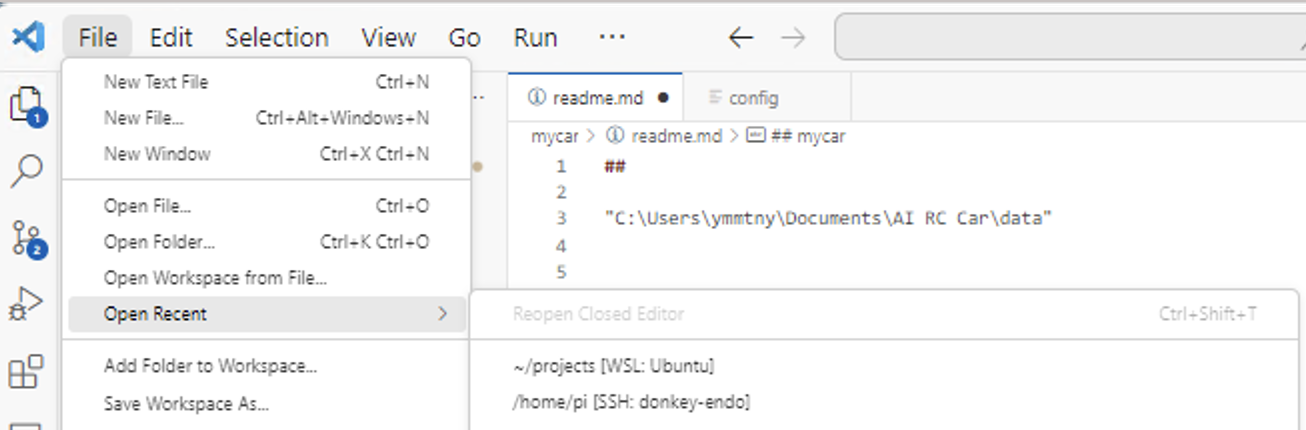 File Edit Selection View Go Run ...
New Text File Ctrl+N
New File... Ctrl+Alt+Windows+N
New Window Ctrl+X Ctrl+N
Open File... Ctrl+O
Open Folder... Ctrl+K Ctrl+O
Open Workspace from File...
Open Recent >
Add Folder to Workspace...
Save Workspace As...
1
2
readme.md ● config
mycar > readme.md > ## mycar
1 ##
2
3 "C:\Users\ymmtny\Documents\AI RC Car\data"
4
5
Reopen Closed Editor Ctrl+Shift+T
~/projects [WSL: Ubuntu]
/home/pi [SSH: donkey-endo]